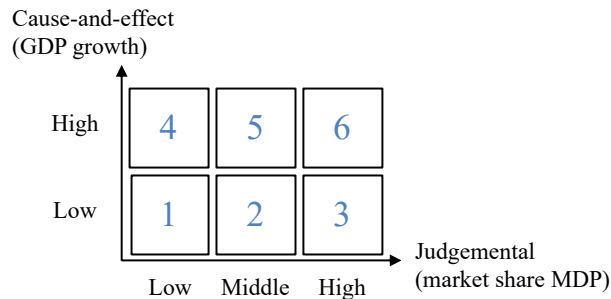 Cause-and-effect
(GDP growth)
High
4 5 6
Low
1 2 3
Judgemental
(market share MDP)
Low Middle High